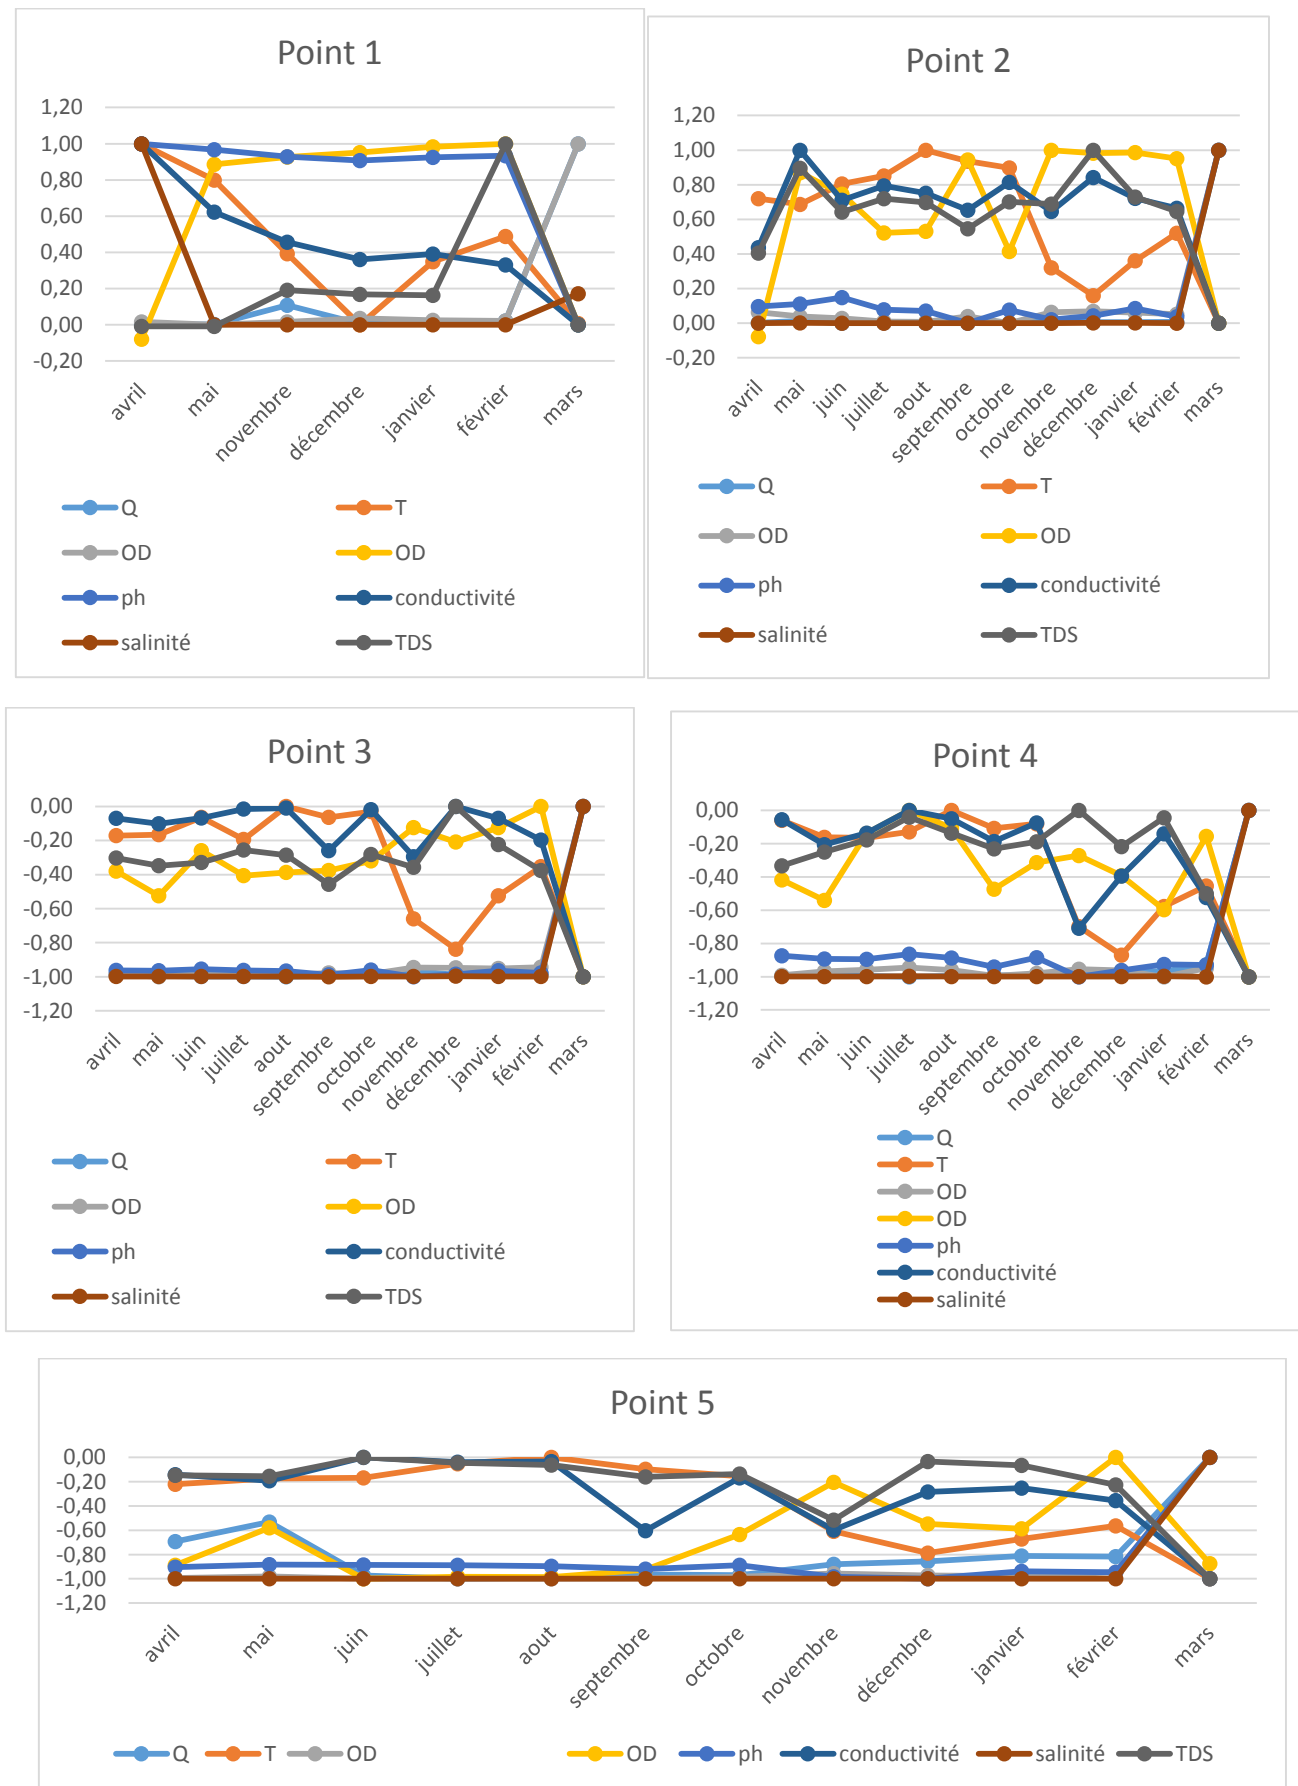 Point 1
1,20
1,00
0,80
0,60
0,40
0,20
0,00
-0,20
avril
mai
novembre
décembre
janvier
février
mars
Q
T
OD
OD
ph
conductivité
salinité
TDS
Point 2
1,20
1,00
0,80
0,60
0,40
0,20
0,00
-0,20
avril
mai
juin
juillet
aout
septembre
octobre
novembre
décembre
janvier
février
mars
Q
T
OD
OD
ph
conductivité
salinité
TDS
Point 3
0,00
-0,20
-0,40
-0,60
-0,80
-1,00
-1,20
avril
mai
juin
juillet
aout
septembre
octobre
novembre
décembre
janvier
février
mars
Q
T
OD
OD
ph
conductivité
salinité
TDS
Point 4
0,00
-0,20
-0,40
-0,60
-0,80
-1,00
-1,20
avril
mai
juin
juillet
aout
septembre
octobre
novembre
décembre
janvier
février
mars
Q
T
OD
OD
ph
conductivité
salinité
Point 5
0,00
-0,20
-0,40
-0,60
-0,80
-1,00
-1,20
avril
mai
juin
juillet
aout
septembre
octobre
novembre
décembre
janvier
février
mars
Q T OD OD ph conductivité salinité TDS